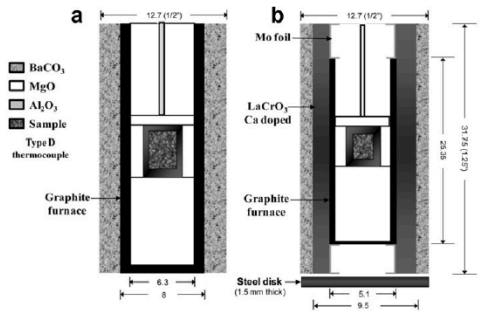 a
12.7 (1/2")
BaCO3
MgO
Al2O3
Sample
Type D
thermocouple
Graphite
furnace
6.3
8
b
12.7 (1/2")
Mo foil
LaCrO3
Ca doped
Graphite
furnace
25.35
31.75 (1.25")
Steel disk
(1.5 mm thick)
5.1
9.5